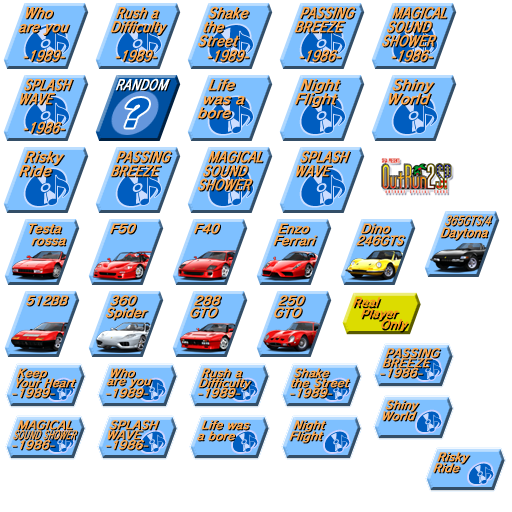 Who
are you
-1989-
Rush a
Difficulty
-1989-
Shake
the
Street
-1989-
PASSING
BREEZE
-1986-
MAGICAL
SOUND
SHOWER
-1986-
SPLASH
WAVE
-1986-
RANDOM
?
Life
was a
bore
Night
Flight
Shiny
World
Risky
Ride
PASSING
BREEZE
MAGICAL
SOUND
SHOWER
SPLASH
WAVE
OutRun2SP
Testa
rossa
F50
F40
Enzo
Ferrari
Dino
246GTS
365GTS/4
Daytona
512BB
360
Spider
288
GTO
250
GTO
Real
Player
Only
Keep
Your Heart
-1989-
Who
are you
-1989-
Rush a
Difficulty
-1989-
Shake
the Street
-1989-
PASSING
BREEZE
-1986-
MAGICAL
SOUND SHOWER
-1986-
SPLASH
WAVE
-1986-
Life was
a bore
Night
Flight
Shiny
World
Risky
Ride